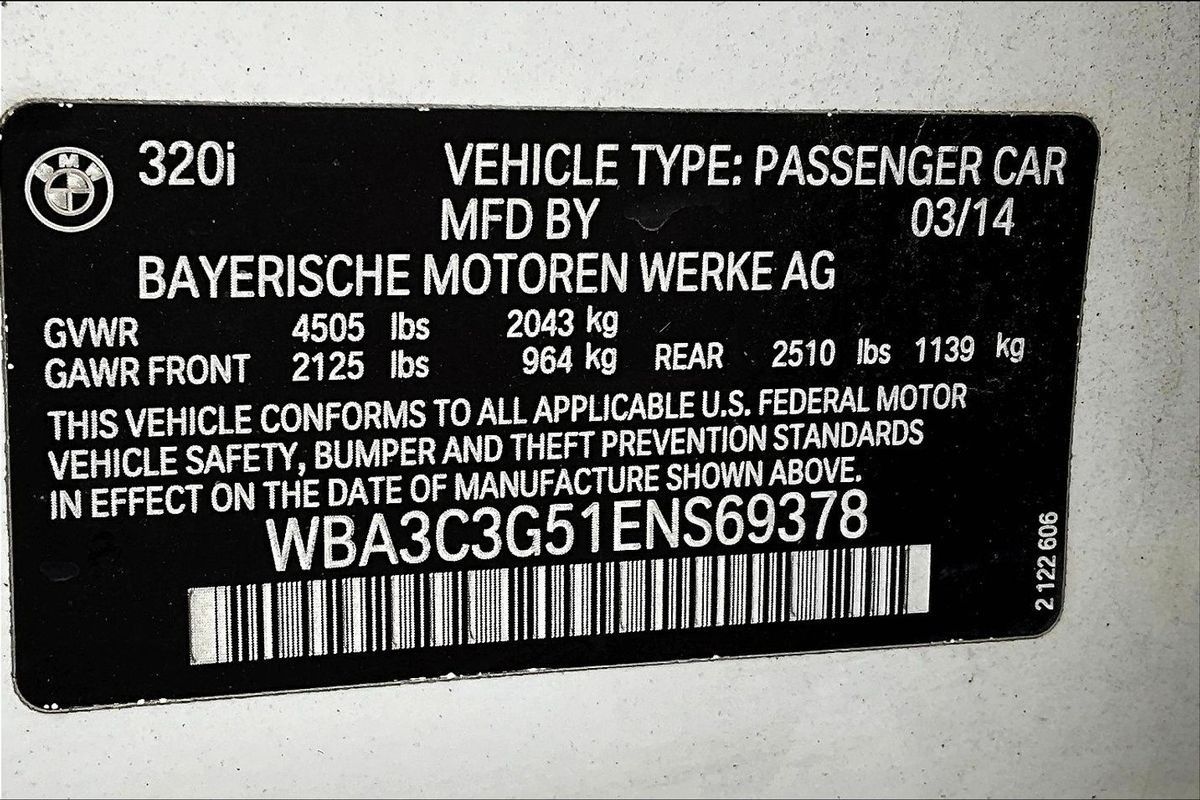 BMW 320i VEHICLE TYPE: PASSENGER CAR
MFD BY 03/14
BAYERISCHE MOTOREN WERKE AG
GVWR 4505 lbs 2043 kg
GAWR FRONT 2125 lbs 964 kg REAR 2510 lbs 1139 kg
THIS VEHICLE CONFORMS TO ALL APPLICABLE U.S. FEDERAL MOTOR
VEHICLE SAFETY, BUMPER AND THEFT PREVENTION STANDARDS
IN EFFECT ON THE DATE OF MANUFACTURE SHOWN ABOVE.
WBA3C3G51ENS69378
2 122 606